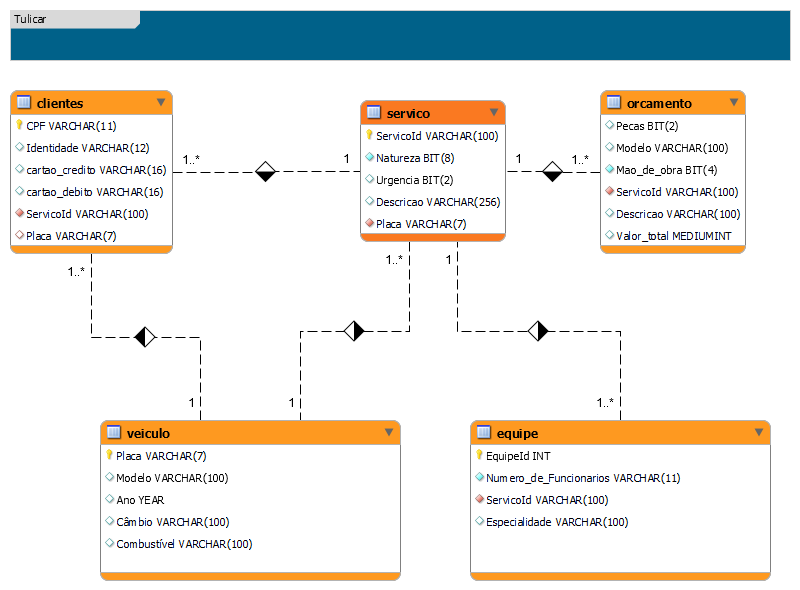 Tulicar
clientes
CPF VARCHAR(11)
Identidade VARCHAR(12)
cartao_credito VARCHAR(16)
cartao_debito VARCHAR(16)
ServicoId VARCHAR(100)
Placa VARCHAR(7)
1..*
1
servico
ServicoId VARCHAR(100)
Natureza BIT(8)
Urgencia BIT(2)
Descricao VARCHAR(256)
Placa VARCHAR(7)
1
1..*
orcamento
Pecas BIT(2)
Modelo VARCHAR(100)
Mao_de_obra BIT(4)
ServicoId VARCHAR(100)
Descricao VARCHAR(100)
Valor_total MEDIUMINT
1..*
1..*
1
1
1
1..*
veiculo
Placa VARCHAR(7)
Modelo VARCHAR(100)
Ano YEAR
Câmbio VARCHAR(100)
Combustível VARCHAR(100)
equipe
EquipeId INT
Numero_de_Funcionarios VARCHAR(11)
ServicoId VARCHAR(100)
Especialidade VARCHAR(100)